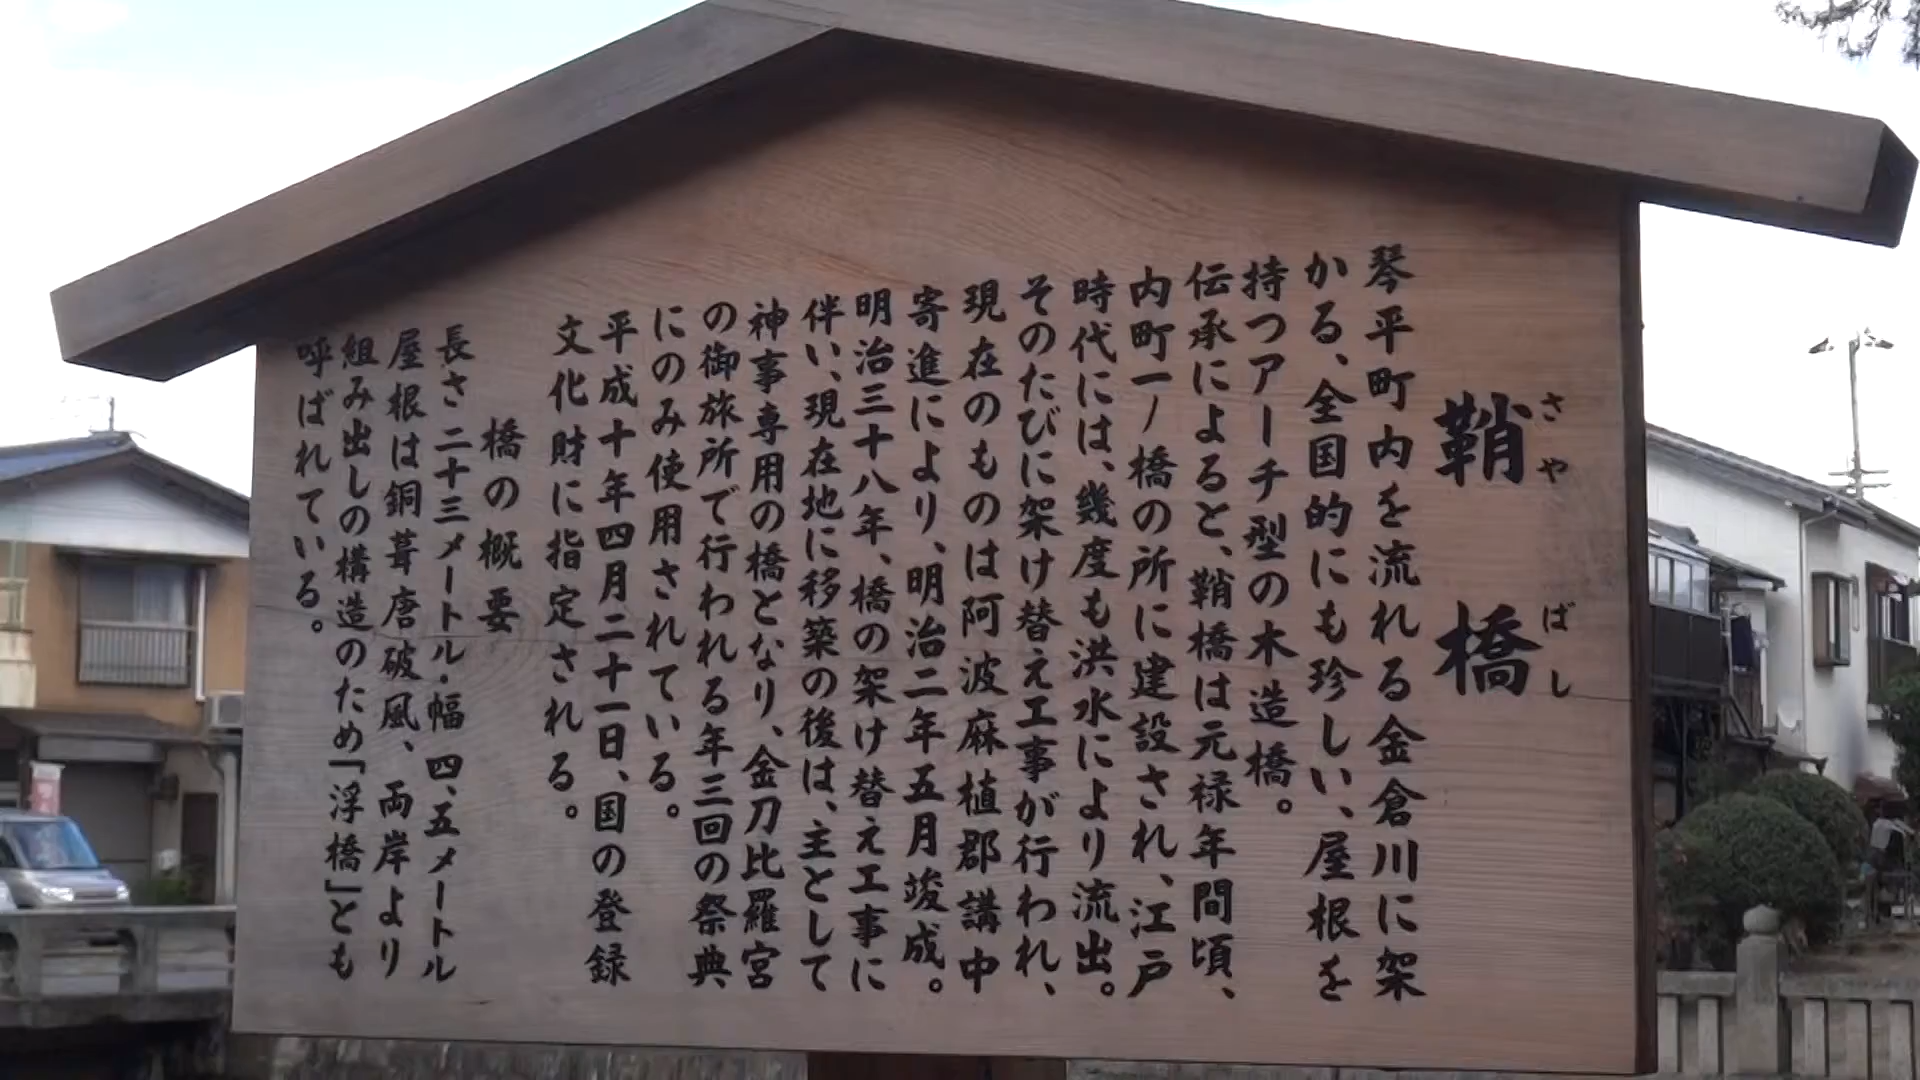 鞘橋
さやばし
琴平町内を流れる金倉川に架
かる、全国的にも珍しい、屋根を
持つアーチ型の木造橋。
伝承によると、鞘橋は元禄年間頃、
内町一ノ橋の所に建設され、江戸
時代には、幾度も洪水により流出。
そのたびに架け替え工事が行われ、
現在のものは阿波麻植郡講中
寄進により、明治二年五月竣成。
明治三十八年、橋の架け替え工事に
伴い、現在地に移築の後は、主として
神事専用の橋となり、金刀比羅宮
の御旅所で行われる年三回の祭典
にのみ使用されている。
平成十年四月二十一日、国の登録
文化財に指定される。
橋の概要
長さ 二十三メートル・幅 四、五メートル
屋根は銅葺唐破風、両岸より
組み出しの構造のため「浮橋」とも
呼ばれている。